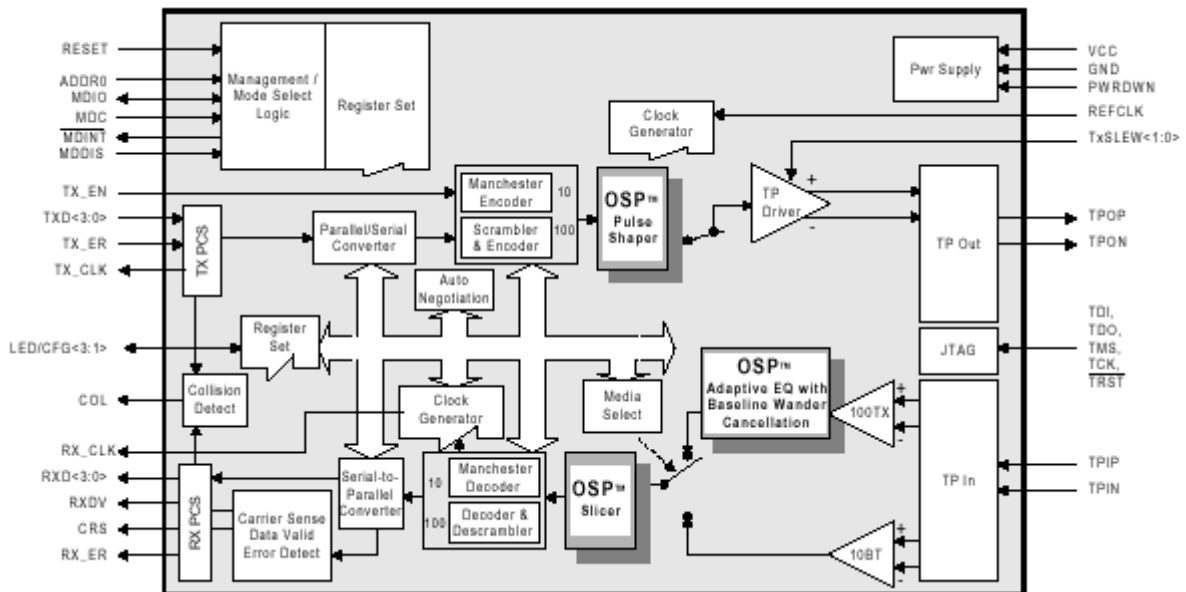 RESET
ADDR0
MDIO
MDC
MDINT
MDDIS
TX_EN
TXD<3:0>
TX_ER
TX_CLK
LED/CFG<3:1>
COL
RX_CLK
RXD<3:0>
RXDV
CRS
RX_ER
Management /
Mode Select
Logic
Register Set
Pwr Supply
VCC
GND
PWRDWN
REFCLK
TxSLEW<1:0>
Clock
Generator
TX PCS
Parallel/Serial
Converter
Manchester
Encoder
10
Scrambler
& Encoder
100
OSP™
Pulse
Shaper
TP
Driver
+
-
TP Out
TPOP
TPON
Auto
Negotiation
Register
Set
Collision
Detect
Clock
Generator
Media
Select
OSP™
Adaptive EQ with
Baseline Wander
Cancellation
100TX
+
-
JTAG
TDI,
TDO,
TMS,
TCK,
TRST
TP In
TPIP
TPIN
RX PCS
Carrier Sense
Data Valid
Error Detect
Serial-to-
Parallel
Converter
10
Manchester
Decoder
100
Decoder &
Descrambler
OSP™
Slicer
10BT
+
-